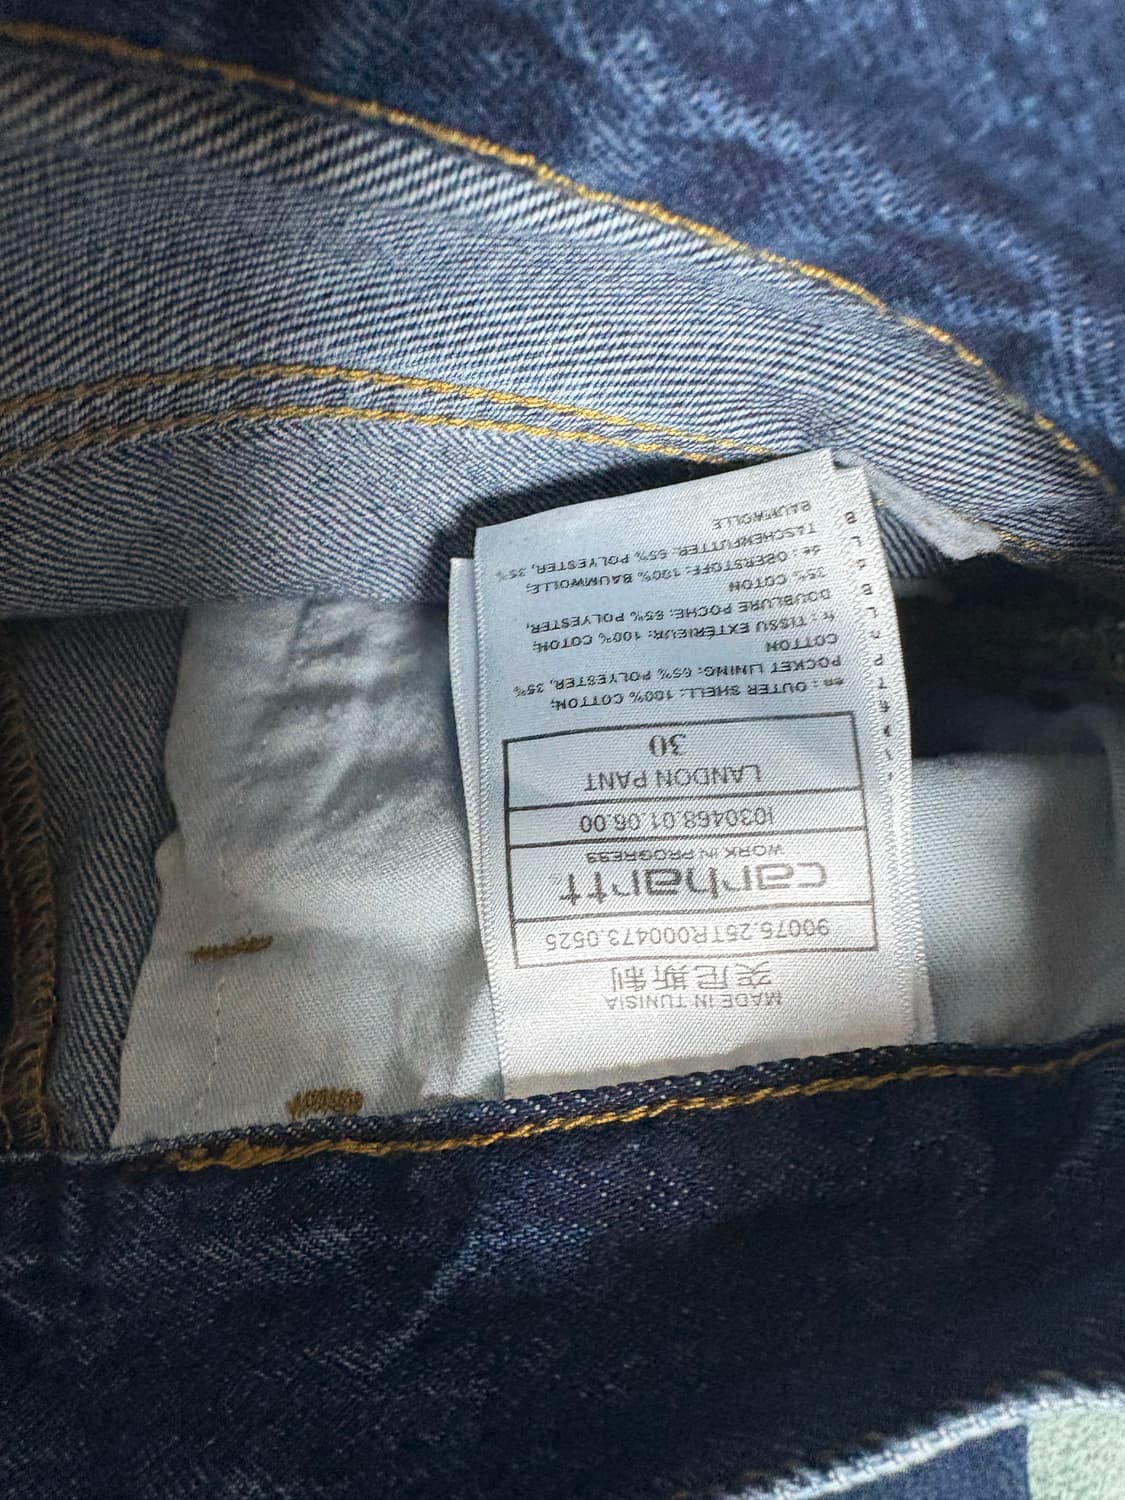 MADE IN TUNISIA
突尼斯制
90075.25TR000473.0525
carhartt
WORK IN PROGRESS
I030468.01.06.00
LANDON PANT
30
en : OUTER SHELL: 100% COTTON;
POCKET LINING: 65% POLYESTER, 35%
COTTON
fr : TISSU EXTÉRIEUR: 100% COTON;
DOUBLURE POCHE: 65% POLYESTER,
35% COTON
de : OBERSTOFF: 100% BAUMWOLLE;
TASCHENFUTTER: 65% POLYESTER, 35%
BAUMWOLLE